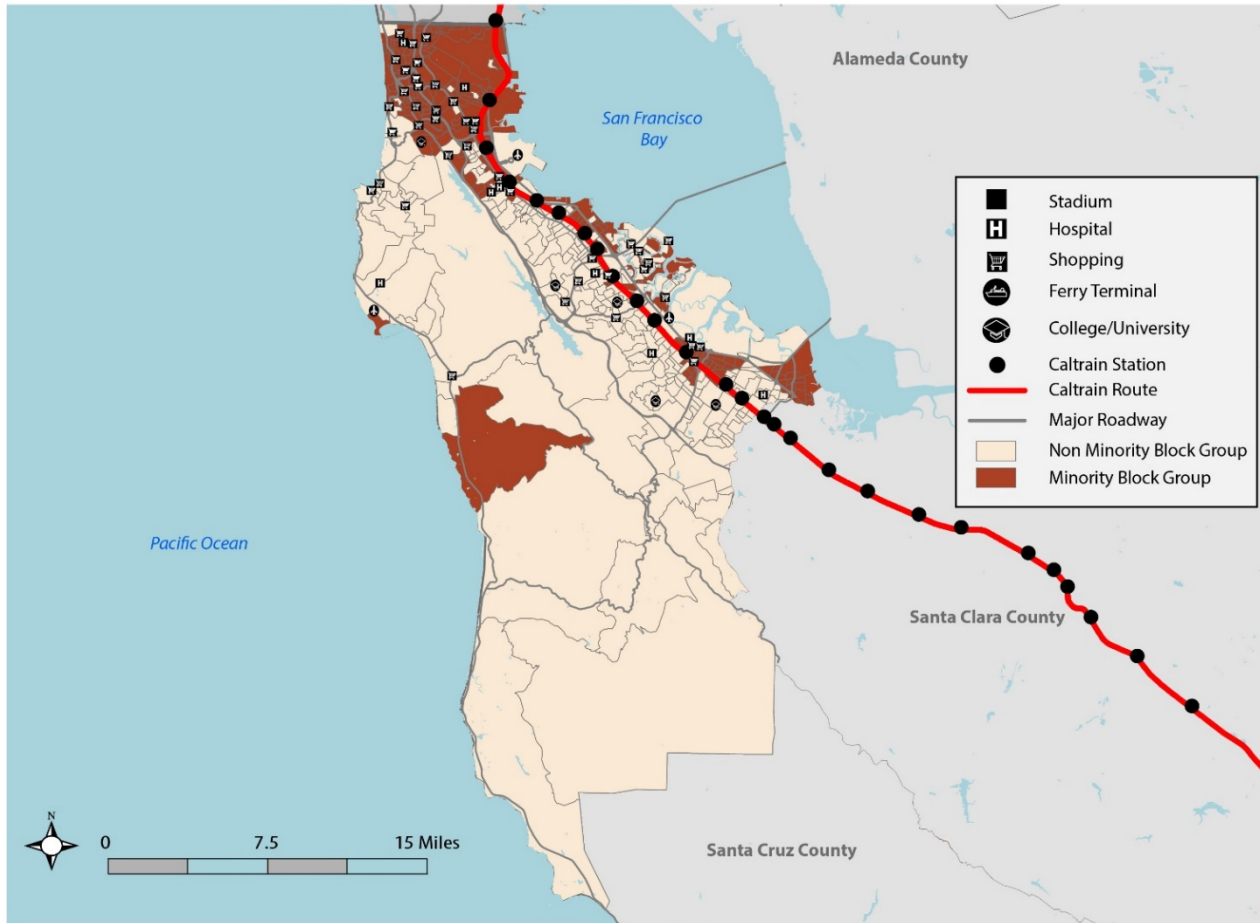 Alameda County
San Francisco
Bay
Stadium
H Hospital
Shopping
Ferry Terminal
College/University
Caltrain Station
Caltrain Route
Major Roadway
Non Minority Block Group
Minority Block Group
Pacific Ocean
Santa Clara County
Santa Cruz County
N
0 7.5 15 Miles